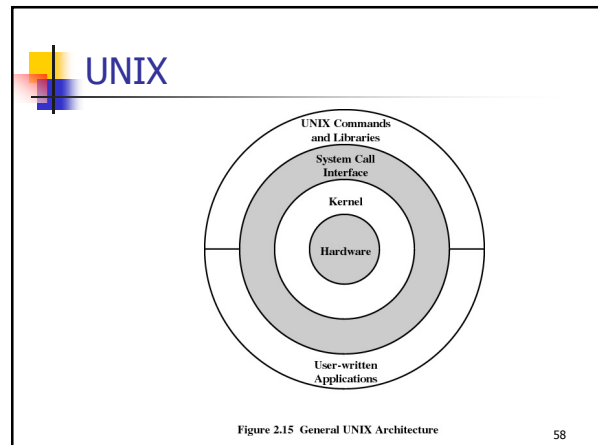 UNIX
UNIX Commands
and Libraries
System Call
Interface
Kernel
Hardware
User-written
Applications
Figure 2.15 General UNIX Architecture
58